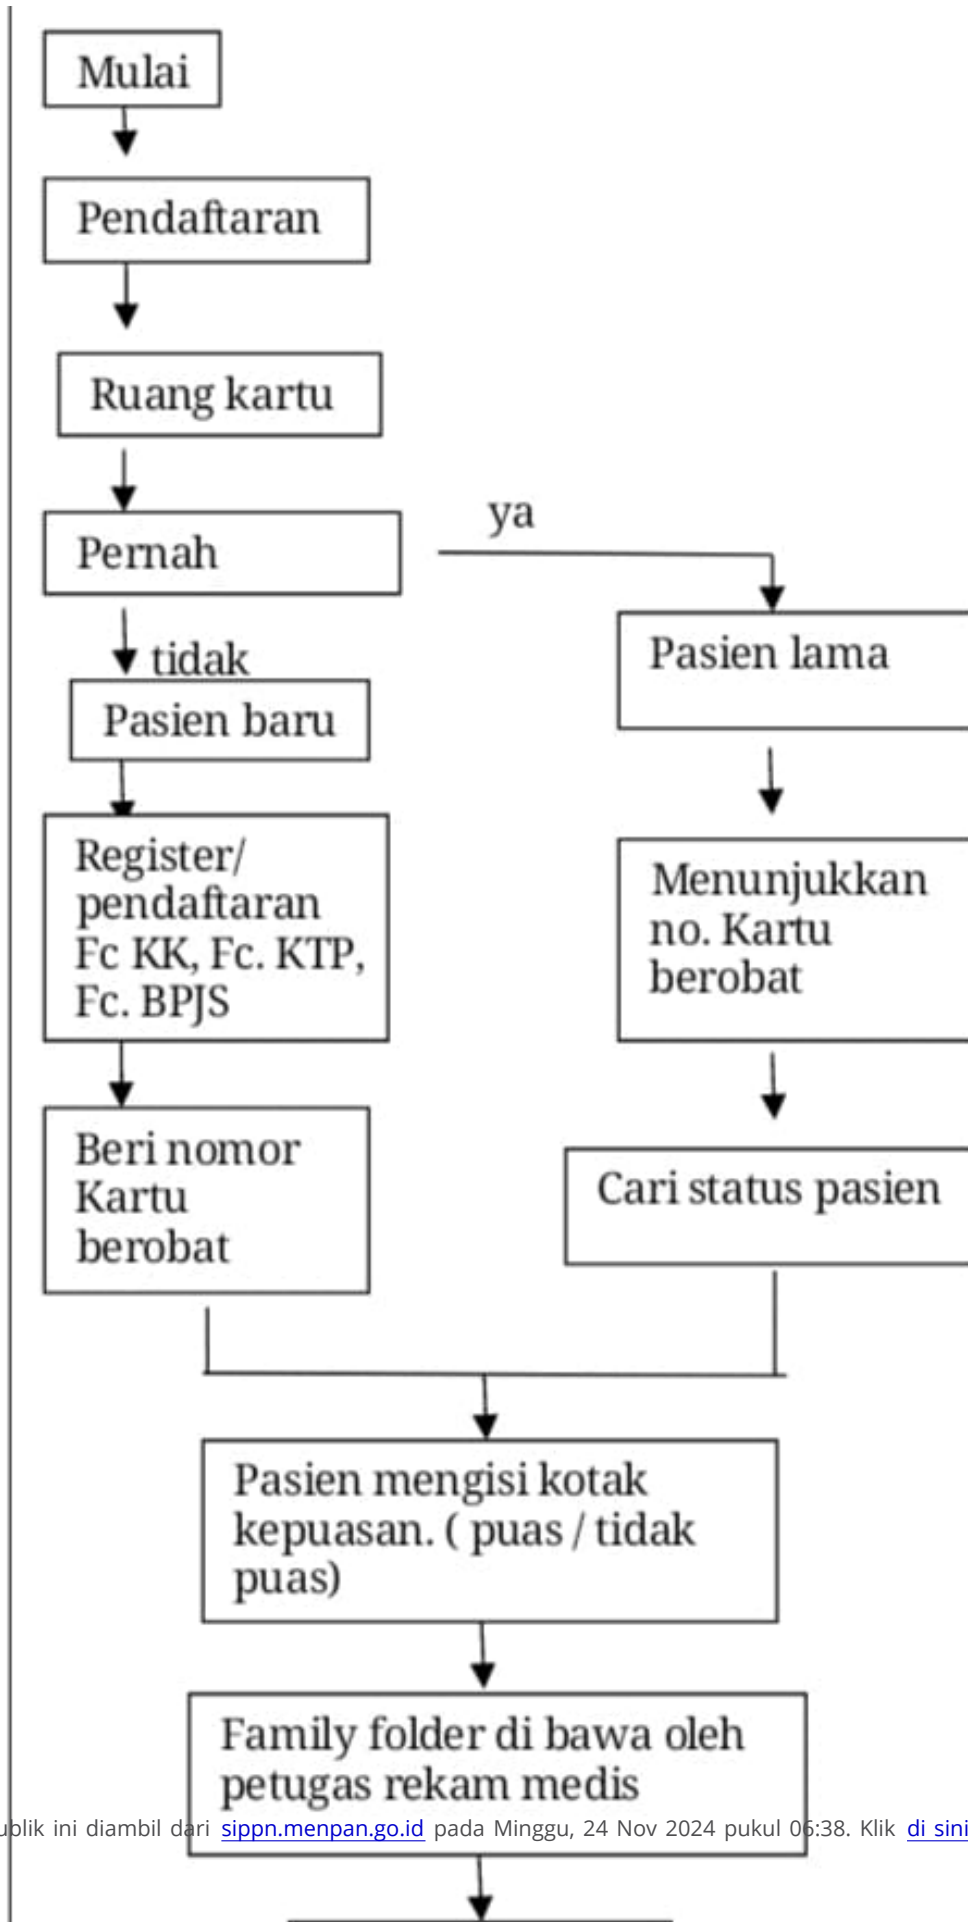 Mulai
Pendaftaran
Ruang kartu
Pernah
ya
tidak
Pasien baru
Register/
pendaftaran
Fc KK, Fc. KTP,
Fc. BPJS
Beri nomor
Kartu
berobat
Pasien lama
Menunjukkan
no. Kartu
berobat
Cari status pasien
Pasien mengisi kotak
kepuasan. ( puas / tidak
puas)
Family folder di bawa oleh
petugas rekam medis
ini diambil dari sippn.menpan.go.id pada Minggu, 24 Nov 2024 pukul 06:38. Klik di sini